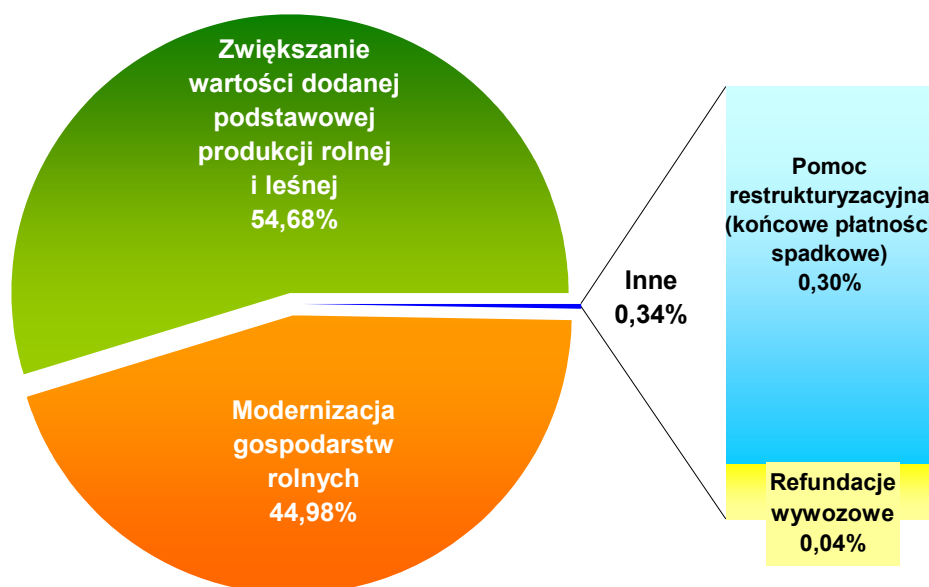 Zwiększanie
wartości dodanej
podstawowej
produkcji rolnej
i leśnej
54,68%
Modernizacja
gospodarstw
rolnych
44,98%
Inne
0,34%
Pomoc
restrukturyzacyjna
(końcowe płatnośc
spadkowe)
0,30%
Refundacje
wywozowe
0,04%